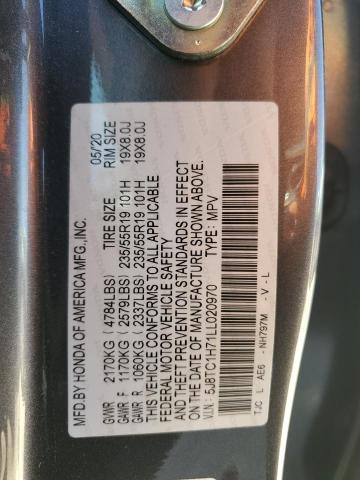 MFD.BY HONDA OF AMERICA MFG.,INC. 05/20
TIRE SIZE RIM SIZE
GVWR 2170KG (4784LBS)
GAWR F 1170KG (2579LBS) 235/55R19 101H 19X8.0J
GAWR R 1060KG (2337LBS) 235/55R19 101H 19X8.0J
THIS VEHICLE CONFORMS TO ALL APPLICABLE
FEDERAL MOTOR VEHICLE SAFETY
AND THEFT PREVENTION STANDARDS IN EFFECT
ON THE DATE OF MANUFACTURE SHOWN ABOVE.
V.I.N.: 5J8TC1H71LL020970 TYPE: MPV
TJC L AE6 -NH797M -V-L